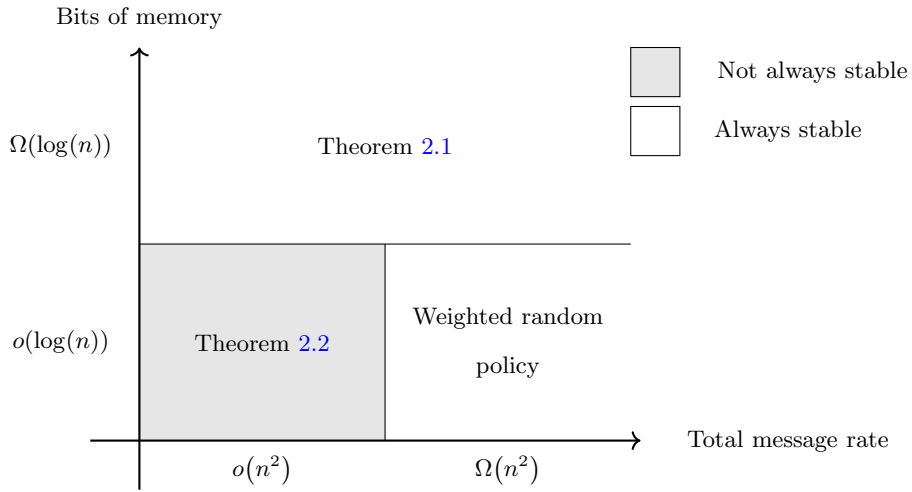 Bits of memory
Not always stable
Always stable
Ω(log(n))
Theorem 2.1
Weighted random
policy
o(log(n))
Theorem 2.2
Total message rate
o(n²)
Ω(n²)